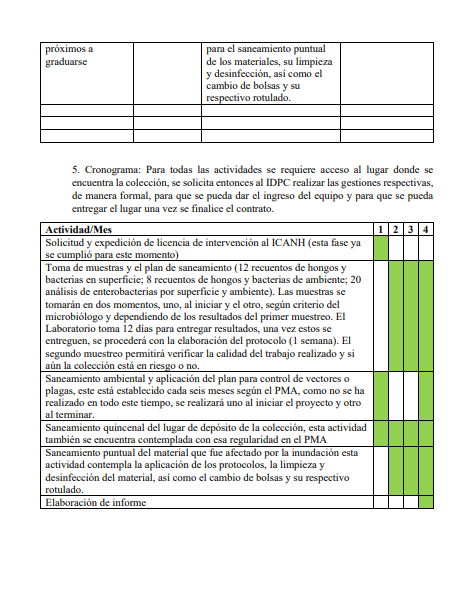 próximos a
graduarse
para el saneamiento puntual
de los materiales, su limpieza
y desinfección, así como el
cambio de bolsas y su
respectivo rotulado.
5. Cronograma: Para todas las actividades se requiere acceso al lugar donde se
encuentra la colección, se solicita entonces al IDPC realizar las gestiones respectivas,
de manera formal, para que se pueda dar el ingreso del equipo y para que se pueda
entregar el lugar una vez se finalice el contrato.
Actividad/Mes 1 2 3 4
Solicitud y expedición de licencia de intervención al ICANH (esta fase ya
se cumplió para este momento)
Toma de muestras y el plan de saneamiento (12 recuentos de hongos y
bacterias en superficie; 8 recuentos de hongos y bacterias de ambiente; 20
análisis de enterobacterias por superficie y ambiente). Las muestras se
tomarán en dos momentos, uno, al iniciar y el otro, según criterio del
microbiólogo y dependiendo de los resultados del primer muestreo. El
Laboratorio toma 12 días para entregar resultados, una vez estos se
entreguen, se procederá con la elaboración del protocolo (1 semana). El
segundo muestreo permitirá verificar la calidad del trabajo realizado y si
aún la colección está en riesgo o no.
Saneamiento ambiental y aplicación del plan para control de vectores o
plagas, este está establecido cada seis meses según el PMA, como no se ha
realizado en todo este tiempo, se realizará uno al iniciar el proyecto y otro
al terminar.
Saneamiento quincenal del lugar de depósito de la colección, esta actividad
también se encuentra contemplada con esa regularidad en el PMA
Saneamiento puntual del material que fue afectado por la inundación esta
actividad contempla la aplicación de los protocolos, la limpieza y
desinfección del material, así como el cambio de bolsas y su respectivo
rotulado.
Elaboración de informe